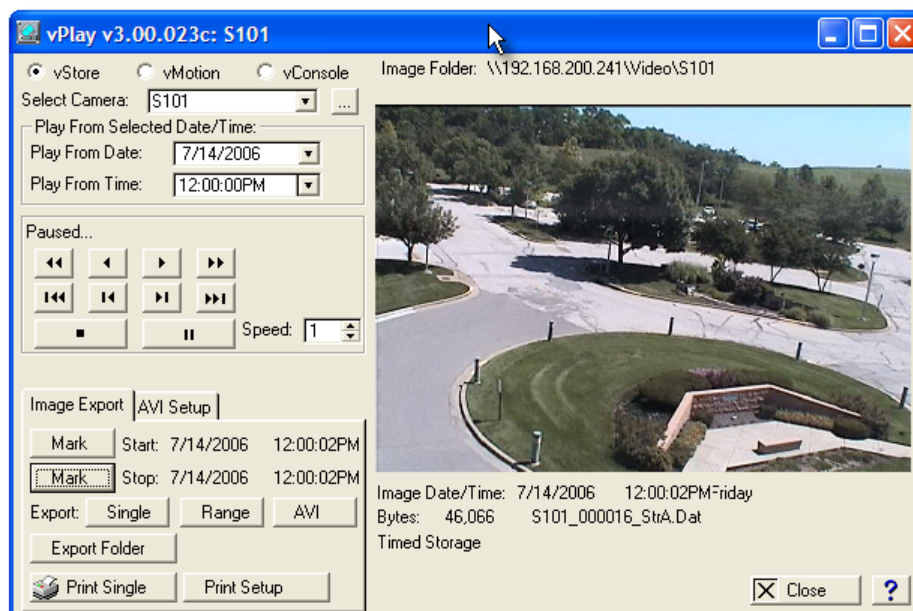 vPlay v3.00.023c: S101
vStore vMotion vConsole
Image Folder: \\192.168.200.241\Video\S101
Select Camera: S101 ...
Play From Selected Date/Time:
Play From Date: 7/14/2006
Play From Time: 12:00:00PM
Paused...
Speed: 1
Image Export AVI Setup
Mark Start: 7/14/2006 12:00:02PM
Mark Stop: 7/14/2006 12:00:02PM
Export: Single Range AVI
Export Folder
Print Single Print Setup
Image Date/Time: 7/14/2006 12:00:02PM Friday
Bytes: 46,066 S101_000016_StrA.Dat
Timed Storage
Close ?